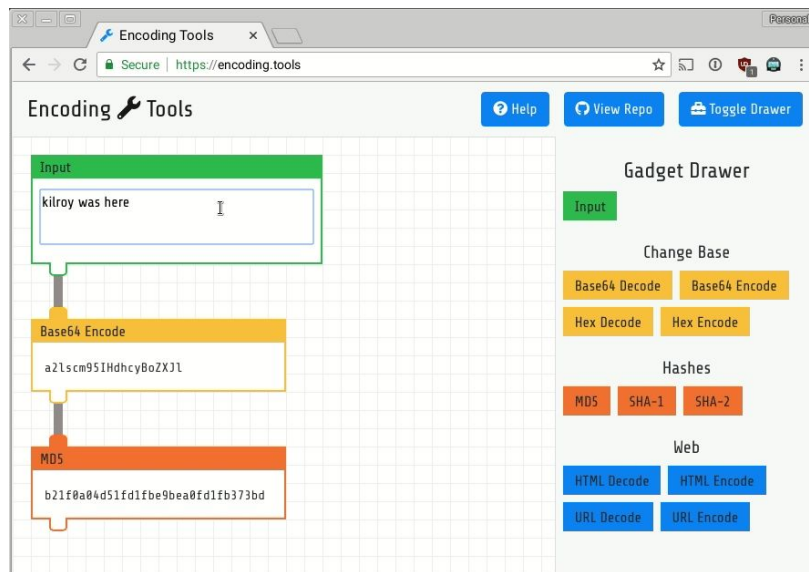 Personal
Encoding Tools
Secure | https://encoding.tools
1
Encoding Tools
Help
View Repo
Toggle Drawer
Input
kilroy was here
Base64 Encode
a2lscm95IHdhcyBoZXJl
MD5
b21f0a04d51fd1fbe9bea0fd1fb373bd
Gadget Drawer
Input
Change Base
Base64 Decode Base64 Encode
Hex Decode Hex Encode
Hashes
MD5 SHA-1 SHA-2
Web
HTML Decode HTML Encode
URL Decode URL Encode